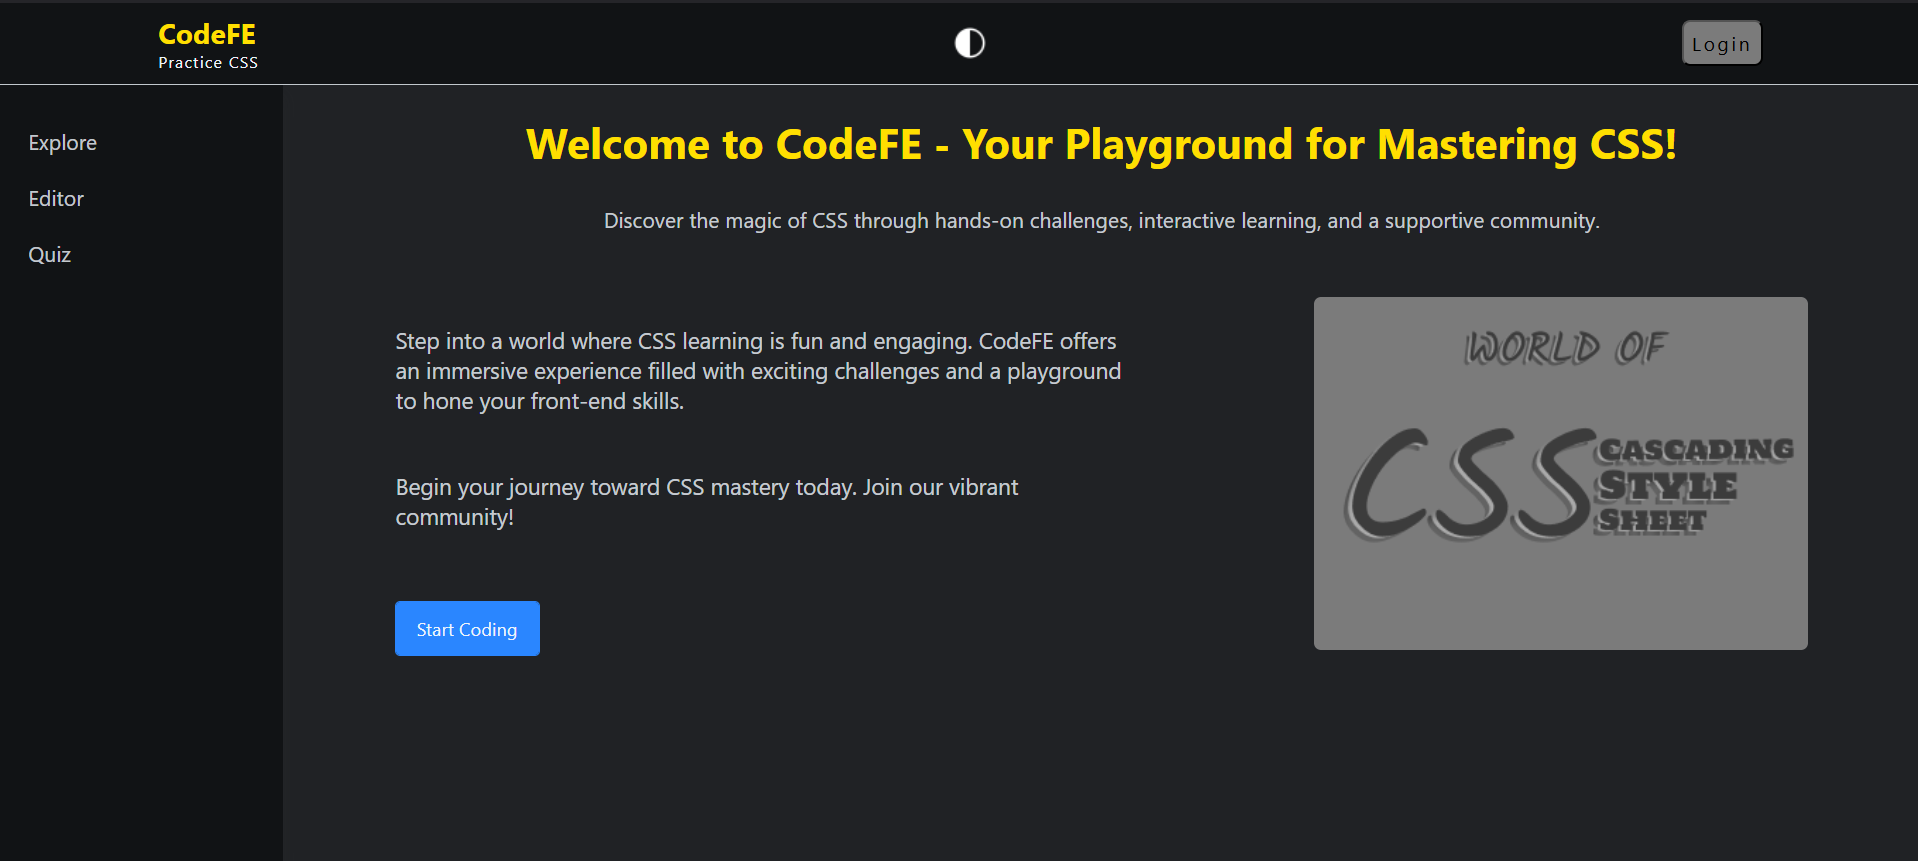 CodeFE
Practice CSS
Login
Explore
Editor
Quiz
Welcome to CodeFE - Your Playground for Mastering CSS!
Discover the magic of CSS through hands-on challenges, interactive learning, and a supportive community.
Step into a world where CSS learning is fun and engaging. CodeFE offers
an immersive experience filled with exciting challenges and a playground
to hone your front-end skills.
Begin your journey toward CSS mastery today. Join our vibrant
community!
Start Coding
WORLD OF
CSS
CASCADING
STYLE
SHEET